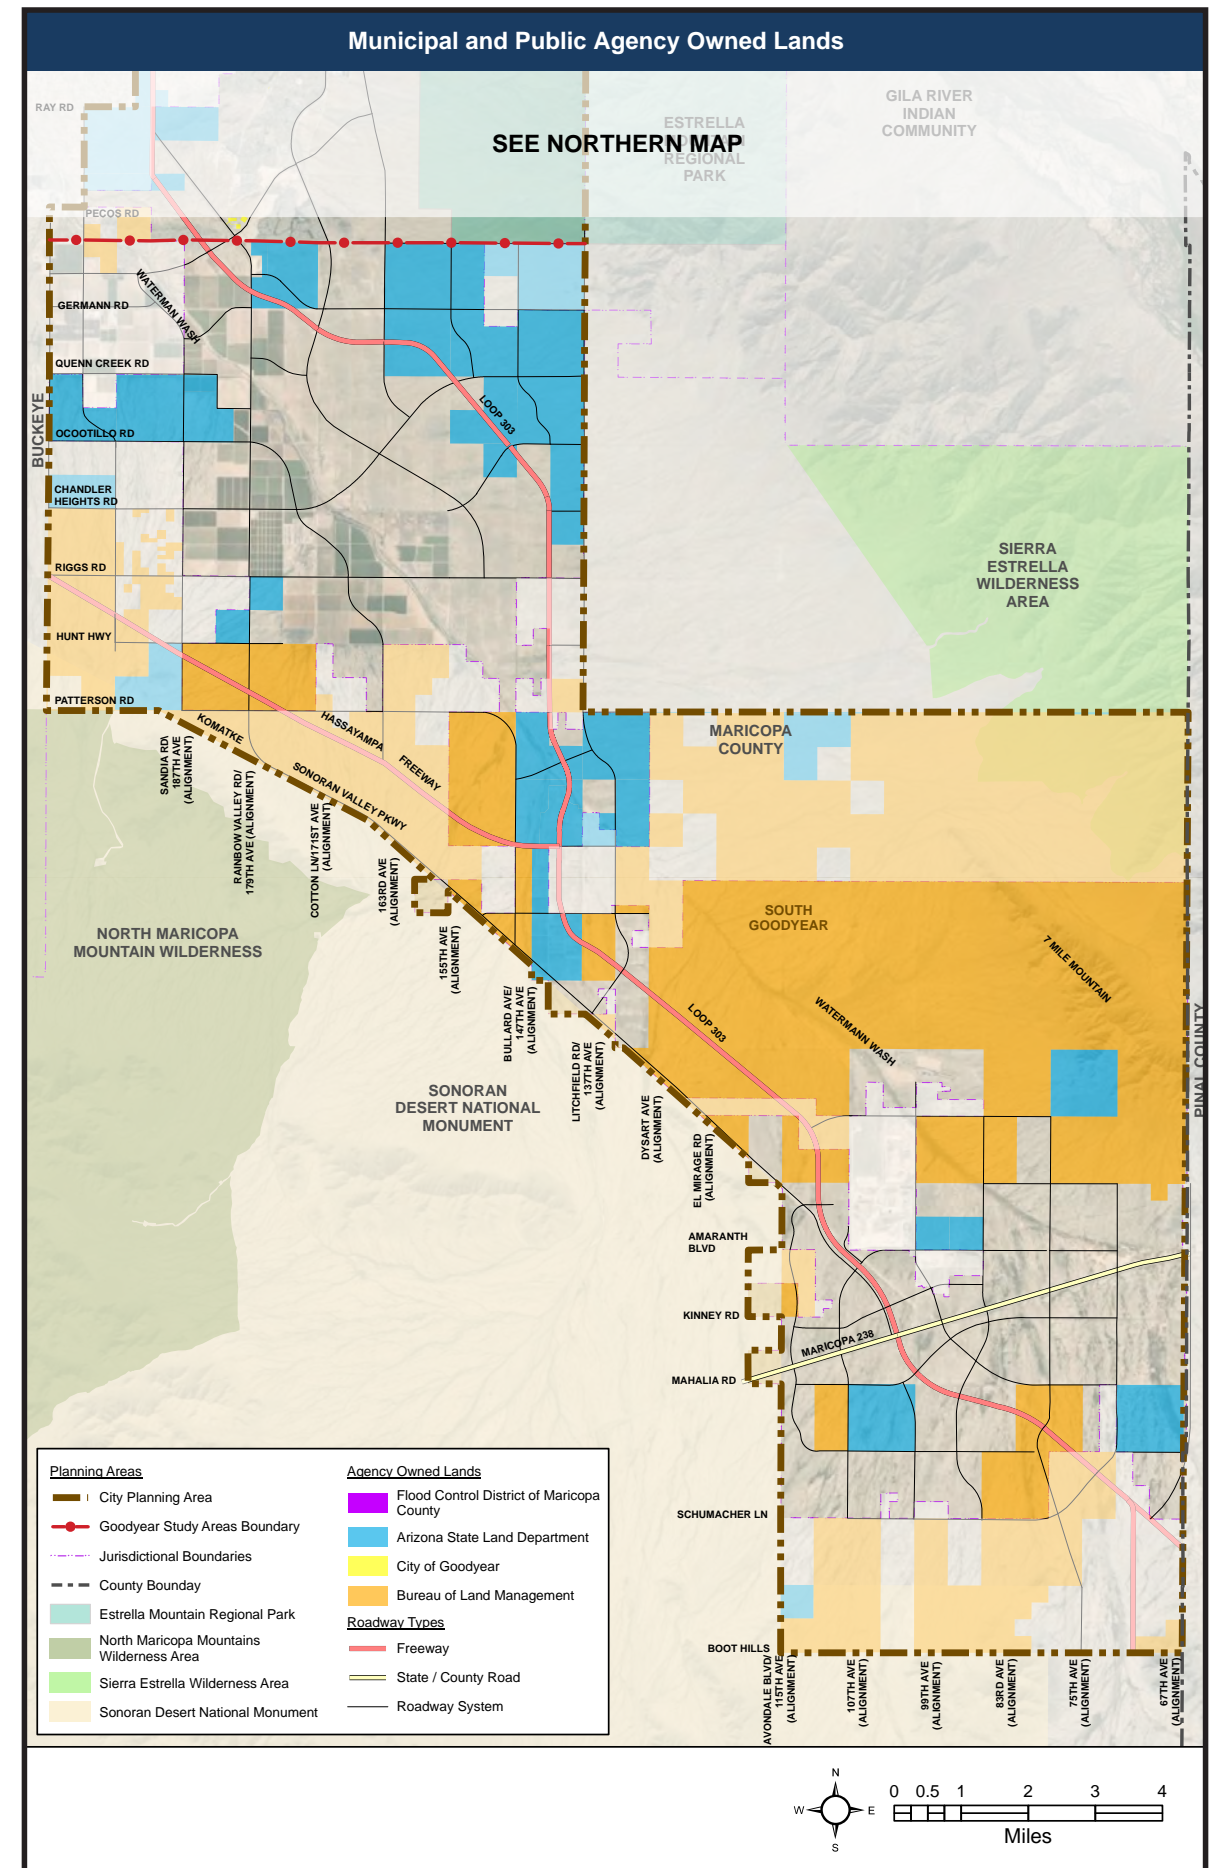 Municipal and Public Agency Owned Lands
RAY RD
SEE NORTHERN MAP
ESTRELLA
MOUNTAIN
REGIONAL
PARK
GILA RIVER
INDIAN
COMMUNITY
PECOS RD
WATERMAN WASH
GERMANN RD
QUENN CREEK RD
BUCKEYE
LOOP 303
OCOOTILLO RD
CHANDLER
HEIGHTS RD
SIERRA
ESTRELLA
WILDERNESS
AREA
RIGGS RD
HUNT HWY
PATTERSON RD
KOMATKE
HASSAYAMPA
FREEWAY
SONORAN VALLEY PKWY
MARICOPA
COUNTY
SANDIA RD\
187TH AVE
(ALIGNMENT)
RAINBOW VALLEY RD/
179TH AVE (ALIGNMENT)
COTTON LN/171ST AVE
(ALIGNMENT)
163RD AVE
(ALIGNMENT)
155TH AVE
(ALIGNMENT)
BULLARD AVE/
147TH AVE
(ALIGNMENT)
LITCHFIELD RD/
137TH AVE
(ALIGNMENT)
DYSART AVE
(ALIGNMENT)
EL MIRAGE RD
(ALIGNMENT)
NORTH MARICOPA
MOUNTAIN WILDERNESS
SOUTH
GOODYEAR
7 MILE MOUNTAIN
LOOP 303
WATERMANN WASH
PINAL COUNTY
SONORAN
DESERT NATIONAL
MONUMENT
AMARANTH
BLVD
KINNEY RD
MARICOPA 238
MAHALIA RD
SCHUMACHER LN
BOOT HILLS
AVONDALE BLVD/
115TH AVE
(ALIGNMENT)
107TH AVE
(ALIGNMENT)
99TH AVE
(ALIGNMENT)
83RD AVE
(ALIGNMENT)
75TH AVE
(ALIGNMENT)
67TH AVE
(ALIGNMENT)
Planning Areas
City Planning Area
Goodyear Study Areas Boundary
Jurisdictional Boundaries
County Bounday
Estrella Mountain Regional Park
North Maricopa Mountains
Wilderness Area
Sierra Estrella Wilderness Area
Sonoran Desert National Monument
Agency Owned Lands
Flood Control District of Maricopa
County
Arizona State Land Department
City of Goodyear
Bureau of Land Management
Roadway Types
Freeway
State / County Road
Roadway System
N
W
E
S
0 0.5 1 2 3 4
Miles